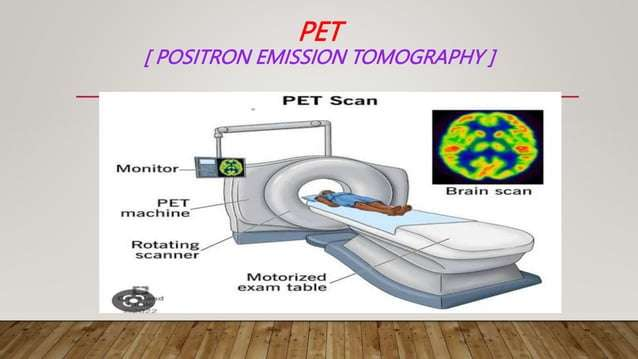 PET
[ POSITRON EMISSION TOMOGRAPHY ]
PET Scan
Monitor
PET
machine
Rotating
scanner
Motorized
exam table
Brain scan